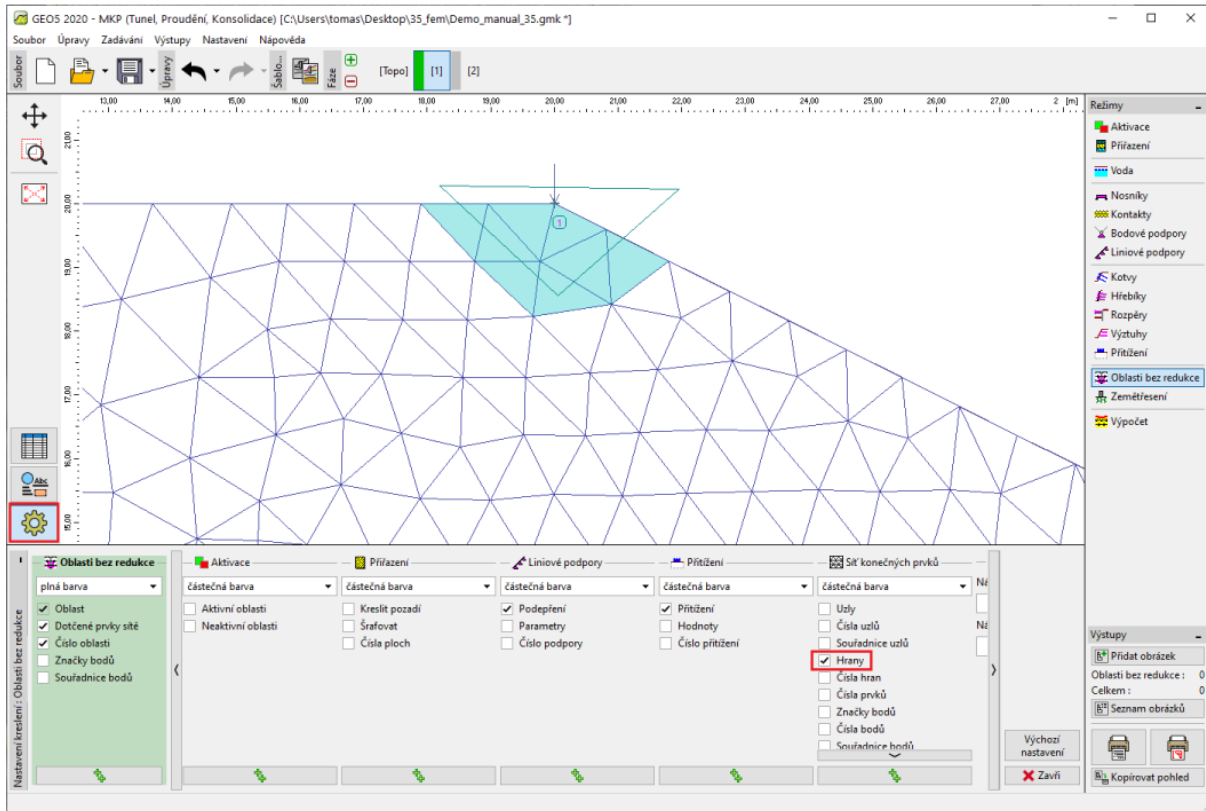 GEO5 2020 - MKP (Tunel, Proudění, Konsolidace) [C:\Users\tomas\Desktop\35_fem\Demo_manual_35.gmk *]
Soubor Úpravy Zadávání Výstupy Nastavení Nápověda
Soubor
Úpravy
Šablo...
Fáze
[Topo] [1] [2]
13,00 14,00 15,00 16,00 17,00 18,00 19,00 20,00 21,00 22,00 23,00 24,00 25,00 26,00 27,00 2 [m]
21,00
20,00
19,00
18,00
17,00
16,00
15,00
1
Abc
Režimy
Aktivace
Přiřazení
Voda
Nosníky
Kontakty
Bodové podpory
Liniové podpory
Kotvy
Hřebíky
Rozpěry
Výztuhy
Přitížení
Oblasti bez redukce
Zemětřesení
Výpočet
Nastavení kreslení : Oblasti bez redukce
Oblasti bez redukce
plná barva
Oblast
Dotčené prvky sítě
Číslo oblasti
Značky bodů
Souřadnice bodů
Aktivace
částečná barva
Aktivní oblasti
Neaktivní oblasti
Přiřazení
částečná barva
Kreslit pozadí
Šrafovat
Čísla ploch
Liniové podpory
částečná barva
Podepření
Parametry
Číslo podpory
Přitížení
částečná barva
Přitížení
Hodnoty
Číslo přitížení
Síť konečných prvků
částečná barva
Uzly
Čísla uzlů
Souřadnice uzlů
Hrany
Čísla hran
Čísla prvků
Značky bodů
Čísla bodů
Souřadnice bodů
Ná
Ná
Výchozí
nastavení
Zavři
Výstupy
Přidat obrázek
Oblasti bez redukce : 0
Celkem : 0
Seznam obrázků
Kopírovat pohled